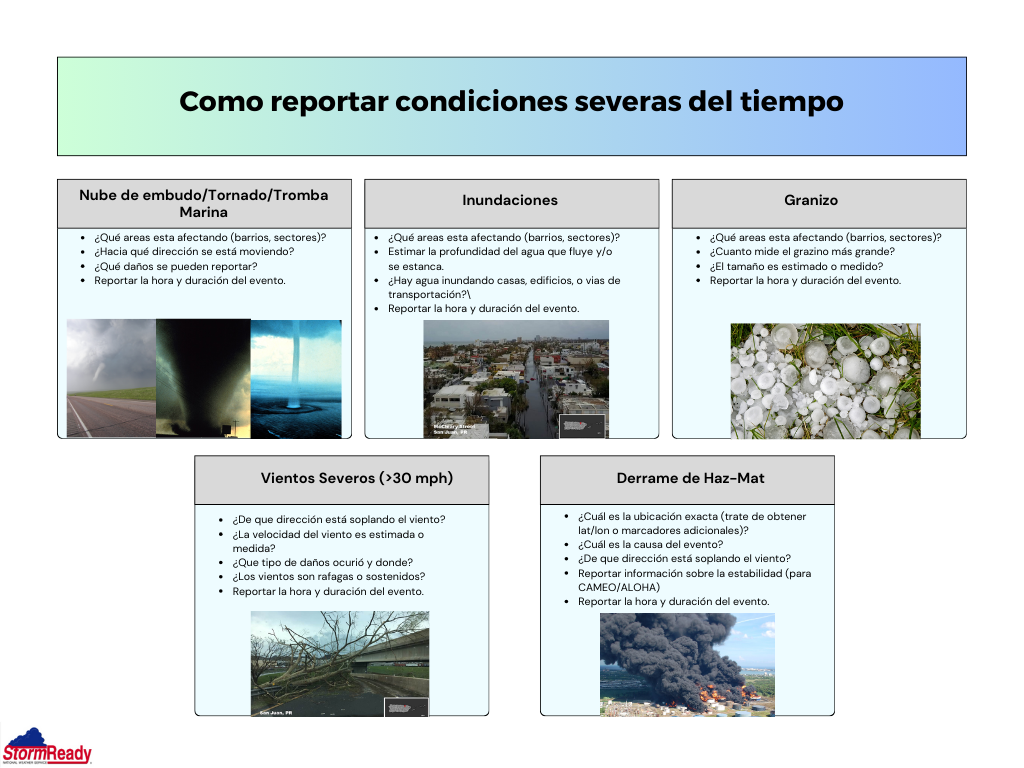 Como reportar condiciones severas del tiempo
Nube de embudo/Tornado/Tromba
Marina
• ¿Qué areas esta afectando (barrios, sectores)?
• ¿Hacia qué dirección se está moviendo?
• ¿Qué daños se pueden reportar?
• Reportar la hora y duración del evento.
Inundaciones
• ¿Qué areas esta afectando (barrios, sectores)?
• Estimar la profundidad del agua que fluye y/o
se estanca.
• ¿Hay agua inundando casas, edificios, o vias de
transportación?\
• Reportar la hora y duración del evento.
McCleary Street
San Juan, PR
Granizo
• ¿Qué areas esta afectando (barrios, sectores)?
• ¿Cuanto mide el grazino más grande?
• ¿El tamaño es estimado o medido?
• Reportar la hora y duración del evento.
Vientos Severos (>30 mph)
• ¿De que dirección está soplando el viento?
• ¿La velocidad del viento es estimada o
medida?
• ¿Que tipo de daños ocurió y donde?
• ¿Los vientos son rafagas o sostenidos?
• Reportar la hora y duración del evento.
San Juan, PR
Derrame de Haz-Mat
• ¿Cuál es la ubicación exacta (trate de obtener
lat/lon o marcadores adicionales)?
• ¿Cuál es la causa del evento?
• ¿De que dirección está soplando el viento?
• Reportar información sobre la estabilidad (para
CAMEO/ALOHA)
• Reportar la hora y duración del evento.
StormReady
NATIONAL WEATHER SERVICE